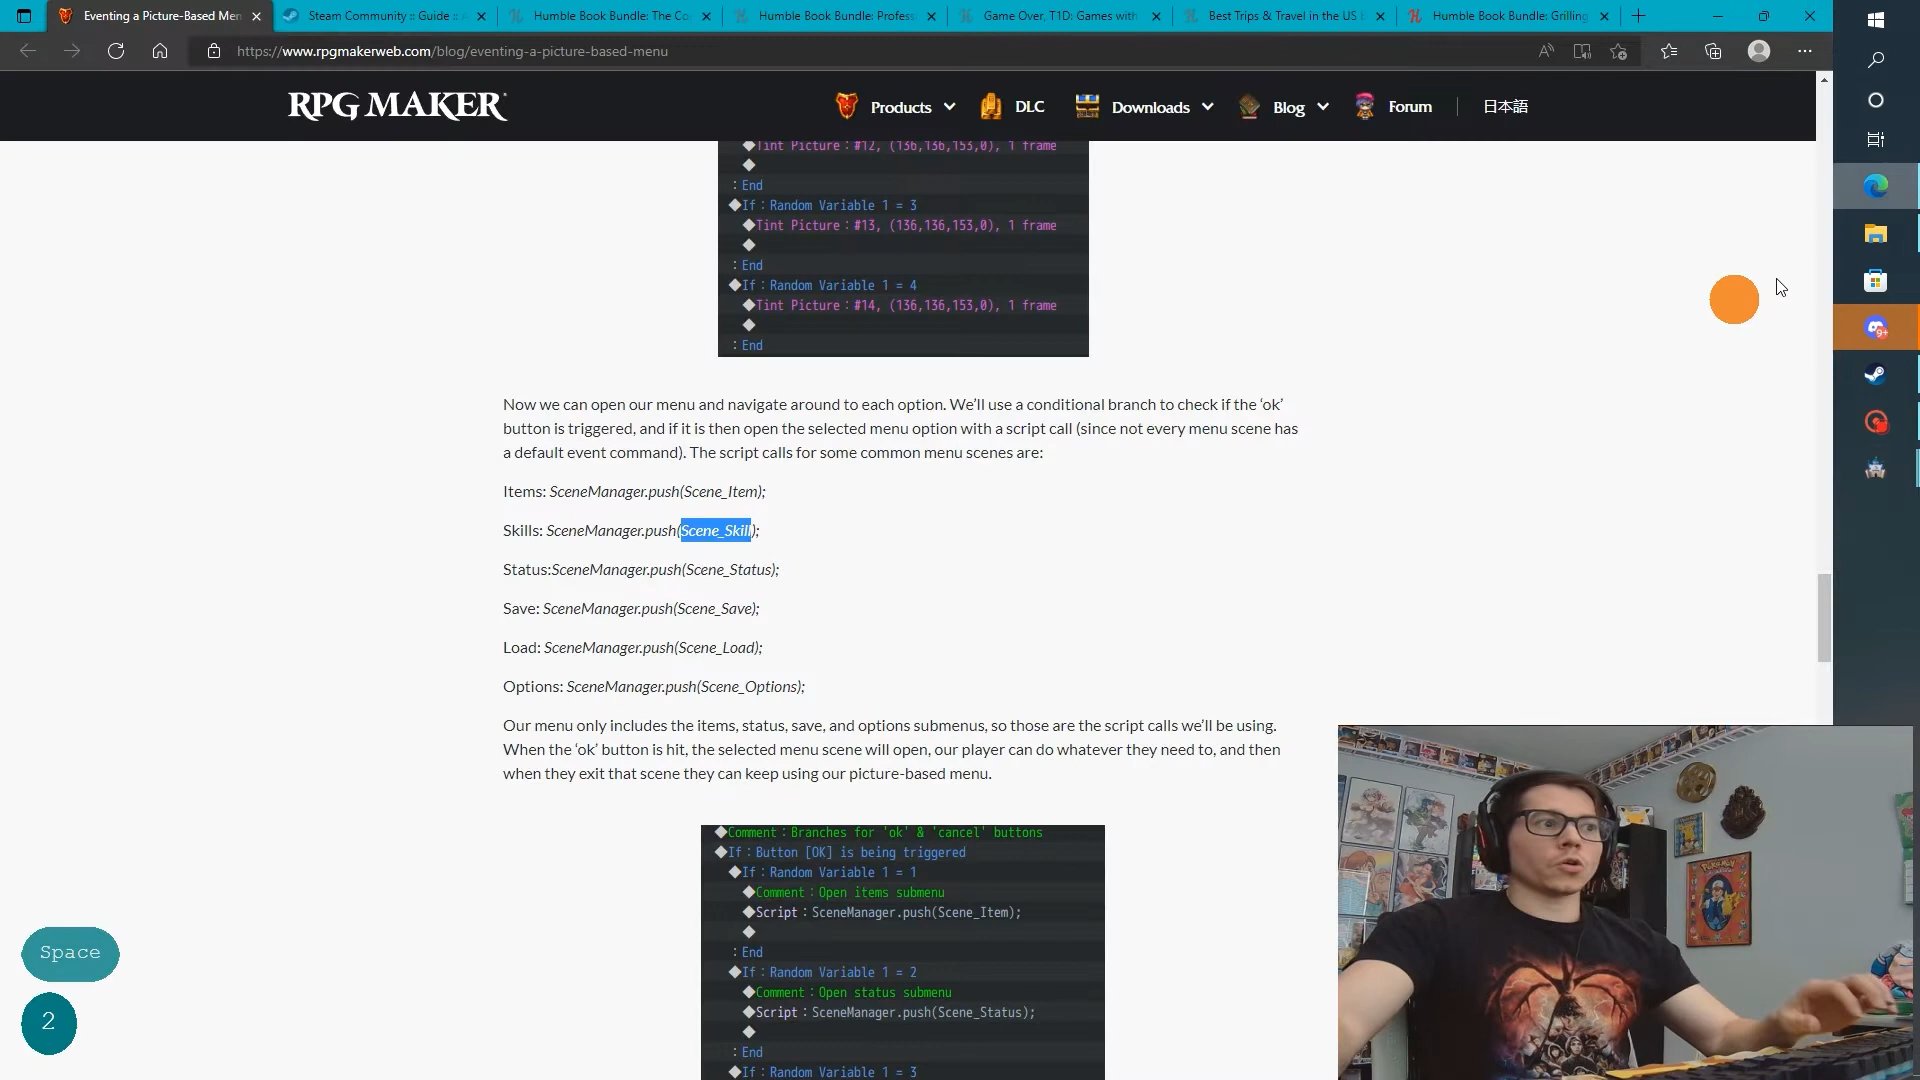 Eventing a Picture-Based Men
Steam Community :: Guide ::
Humble Book Bundle: The Co
Humble Book Bundle: Profess
Game Over, T1D: Games with
Best Trips & Travel in the US
Humble Book Bundle: Grilling
https://www.rpgmakerweb.com/blog/eventing-a-picture-based-menu
RPG MAKER
Products
DLC
Downloads
Blog
Forum
日本語
◆Tint Picture：#12, (136,136,153,0), 1 frame
◆
：End
◆If：Random Variable 1 = 3
◆Tint Picture：#13, (136,136,153,0), 1 frame
◆
：End
◆If：Random Variable 1 = 4
◆Tint Picture：#14, (136,136,153,0), 1 frame
◆
：End
Now we can open our menu and navigate around to each option. We’ll use a conditional branch to check if the ‘ok’
button is triggered, and if it is then open the selected menu option with a script call (since not every menu scene has
a default event command). The script calls for some common menu scenes are:
Items: SceneManager.push(Scene_Item);
Skills: SceneManager.push(Scene_Skill);
Status:SceneManager.push(Scene_Status);
Save: SceneManager.push(Scene_Save);
Load: SceneManager.push(Scene_Load);
Options: SceneManager.push(Scene_Options);
Our menu only includes the items, status, save, and options submenus, so those are the script calls we’ll be using.
When the ‘ok’ button is hit, the selected menu scene will open, our player can do whatever they need to, and then
when they exit that scene they can keep using our picture-based menu.
◆Comment：Branches for 'ok' & 'cancel' buttons
◆If：Button [OK] is being triggered
◆If：Random Variable 1 = 1
◆Comment：Open items submenu
◆Script：SceneManager.push(Scene_Item);
◆
：End
◆If：Random Variable 1 = 2
◆Comment：Open status submenu
◆Script：SceneManager.push(Scene_Status);
◆
：End
◆If：Random Variable 1 = 3
Space
2
9+